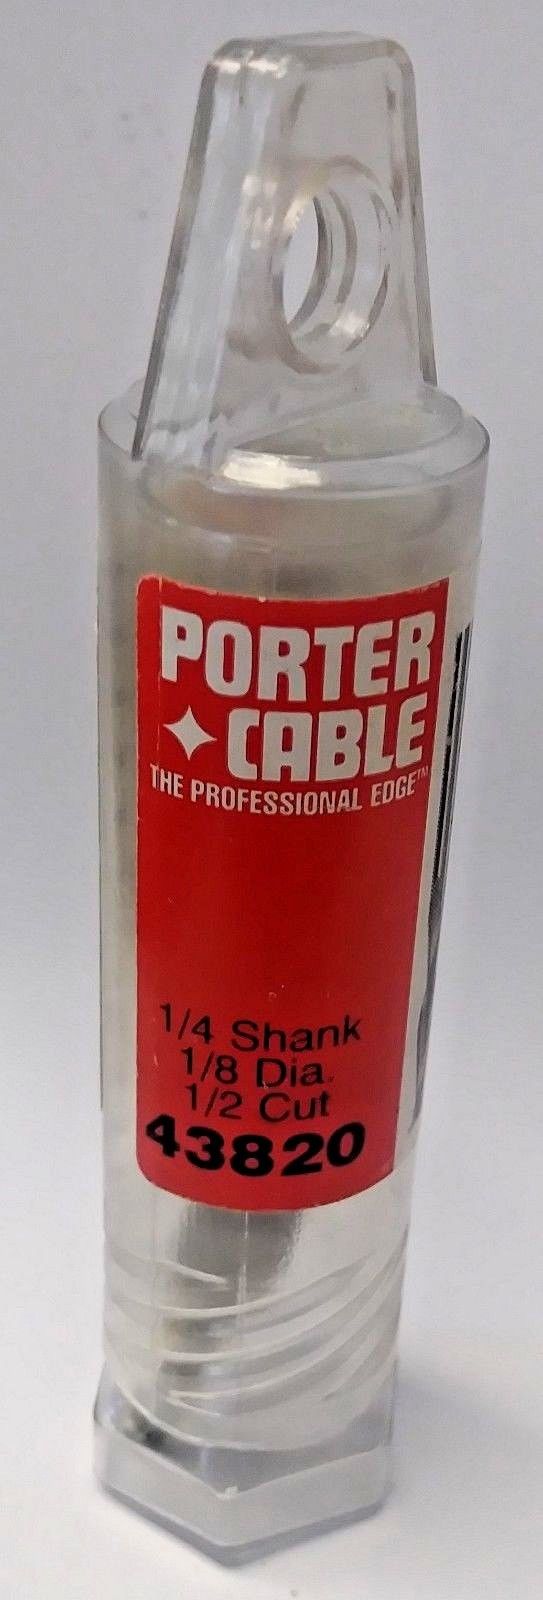 PORTER
CABLE
THE PROFESSIONAL EDGE™
1/4 Shank
1/8 Dia.
1/2 Cut
43820